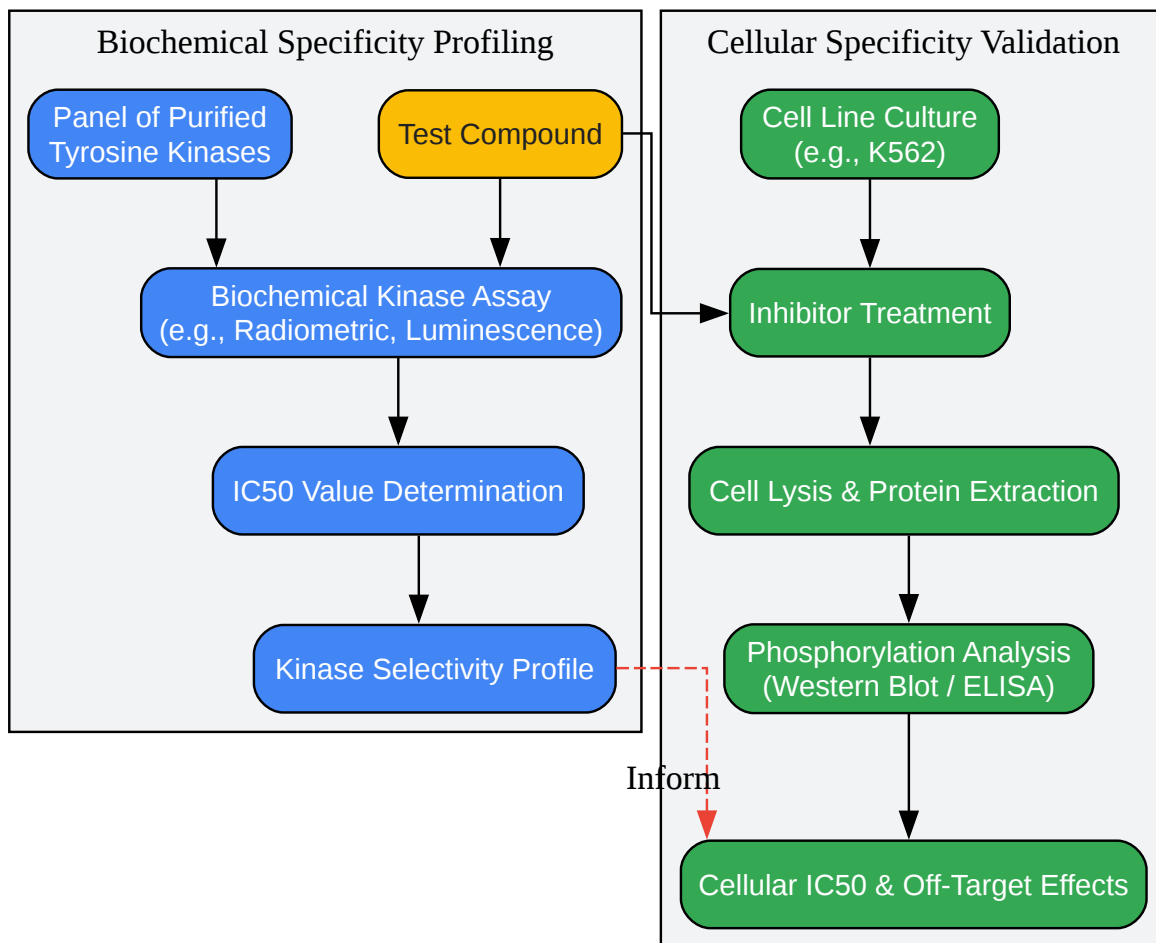 Biochemical Specificity Profiling
Panel of Purified
Tyrosine Kinases
Test Compound
Biochemical Kinase Assay
(e.g., Radiometric, Luminescence)
IC50 Value Determination
Kinase Selectivity Profile
Inform
Cellular Specificity Validation
Cell Line Culture
(e.g., K562)
Inhibitor Treatment
Cell Lysis & Protein Extraction
Phosphorylation Analysis
(Western Blot / ELISA)
Cellular IC50 & Off-Target Effects